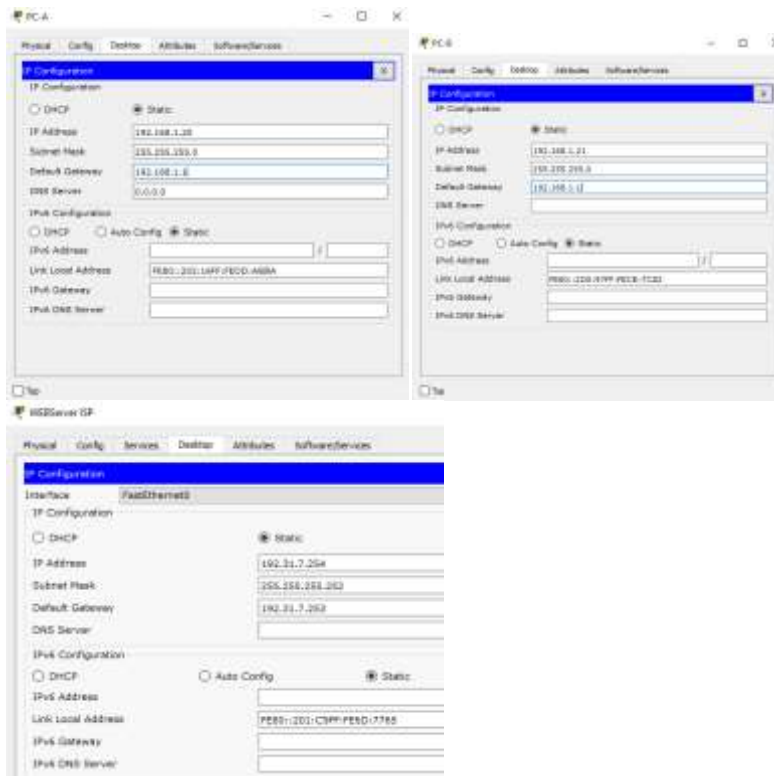 PC-A
Physical Config Desktop Attributes Software/Services
IP Configuration
IP Configuration
DHCP Static
IP Address 192.168.1.20
Subnet Mask 255.255.255.0
Default Gateway
DNS Server 0.0.0.0
IPv6 Configuration
DHCP Auto Config Static
IPv6 Address /
Link Local Address
IPv6 Gateway
IPv6 DNS Server
Top
PC-B
Physical Config Desktop Attributes Software/Services
IP Configuration
IP Configuration
DHCP Static
IP Address 192.168.1.21
Subnet Mask 255.255.255.0
Default Gateway 192.168.1.1
DNS Server
IPv6 Configuration
DHCP Auto Config Static
IPv6 Address /
Link Local Address
IPv6 Gateway
IPv6 DNS Server
Top
WEBServer ISP
Physical Config Services Desktop Attributes Software/Services
IP Configuration
Interface FastEthernet0
IP Configuration
DHCP Static
IP Address 192.31.7.254
Subnet Mask 255.255.255.252
Default Gateway 192.31.7.253
DNS Server
IPv6 Configuration
DHCP Auto Config Static
IPv6 Address
Link Local Address
IPv6 Gateway
IPv6 DNS Server